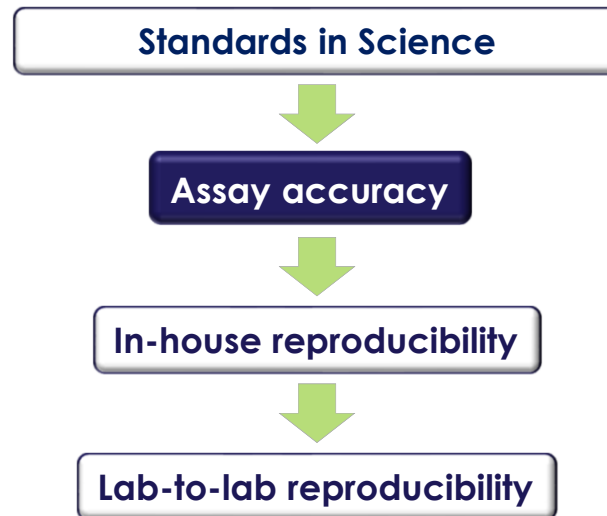 Standards in Science
Assay accuracy
In-house reproducibility
Lab-to-lab reproducibility